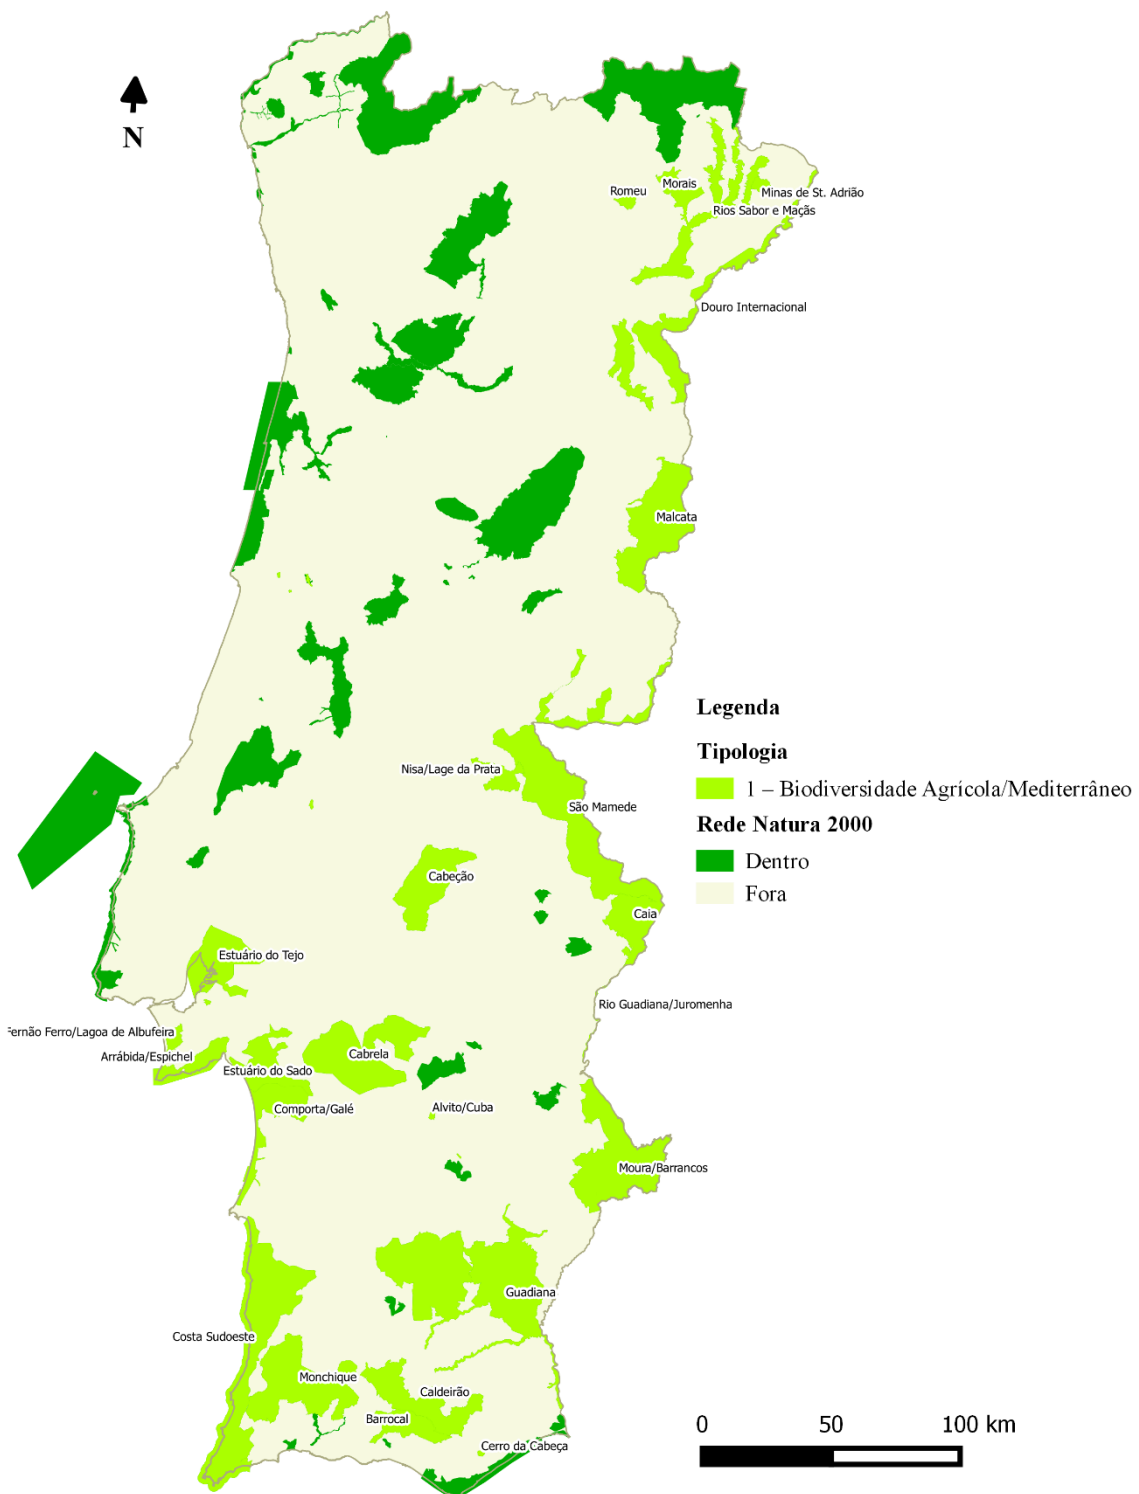 N
Romeu
Morais
Minas de St. Adrião
Rios Sabor e Maçãs
Douro Internacional
Malcata
Legenda
Tipologia
1 – Biodiversidade Agrícola/Mediterrâneo
Rede Natura 2000
Dentro
Fora
Nisa/Lage da Prata
São Mamede
Cabeção
Caia
Estuário do Tejo
Rio Guadiana/Juromenha
Fernão Ferro/Lagoa de Albufeira
Arrábida/Espichel
Cabrela
Estuário do Sado
Comporta/Galé
Alvito/Cuba
Moura/Barrancos
Guadiana
Costa Sudoeste
Monchique
Caldeirão
Barrocal
Cerro da Cabeça
0 50 100 km